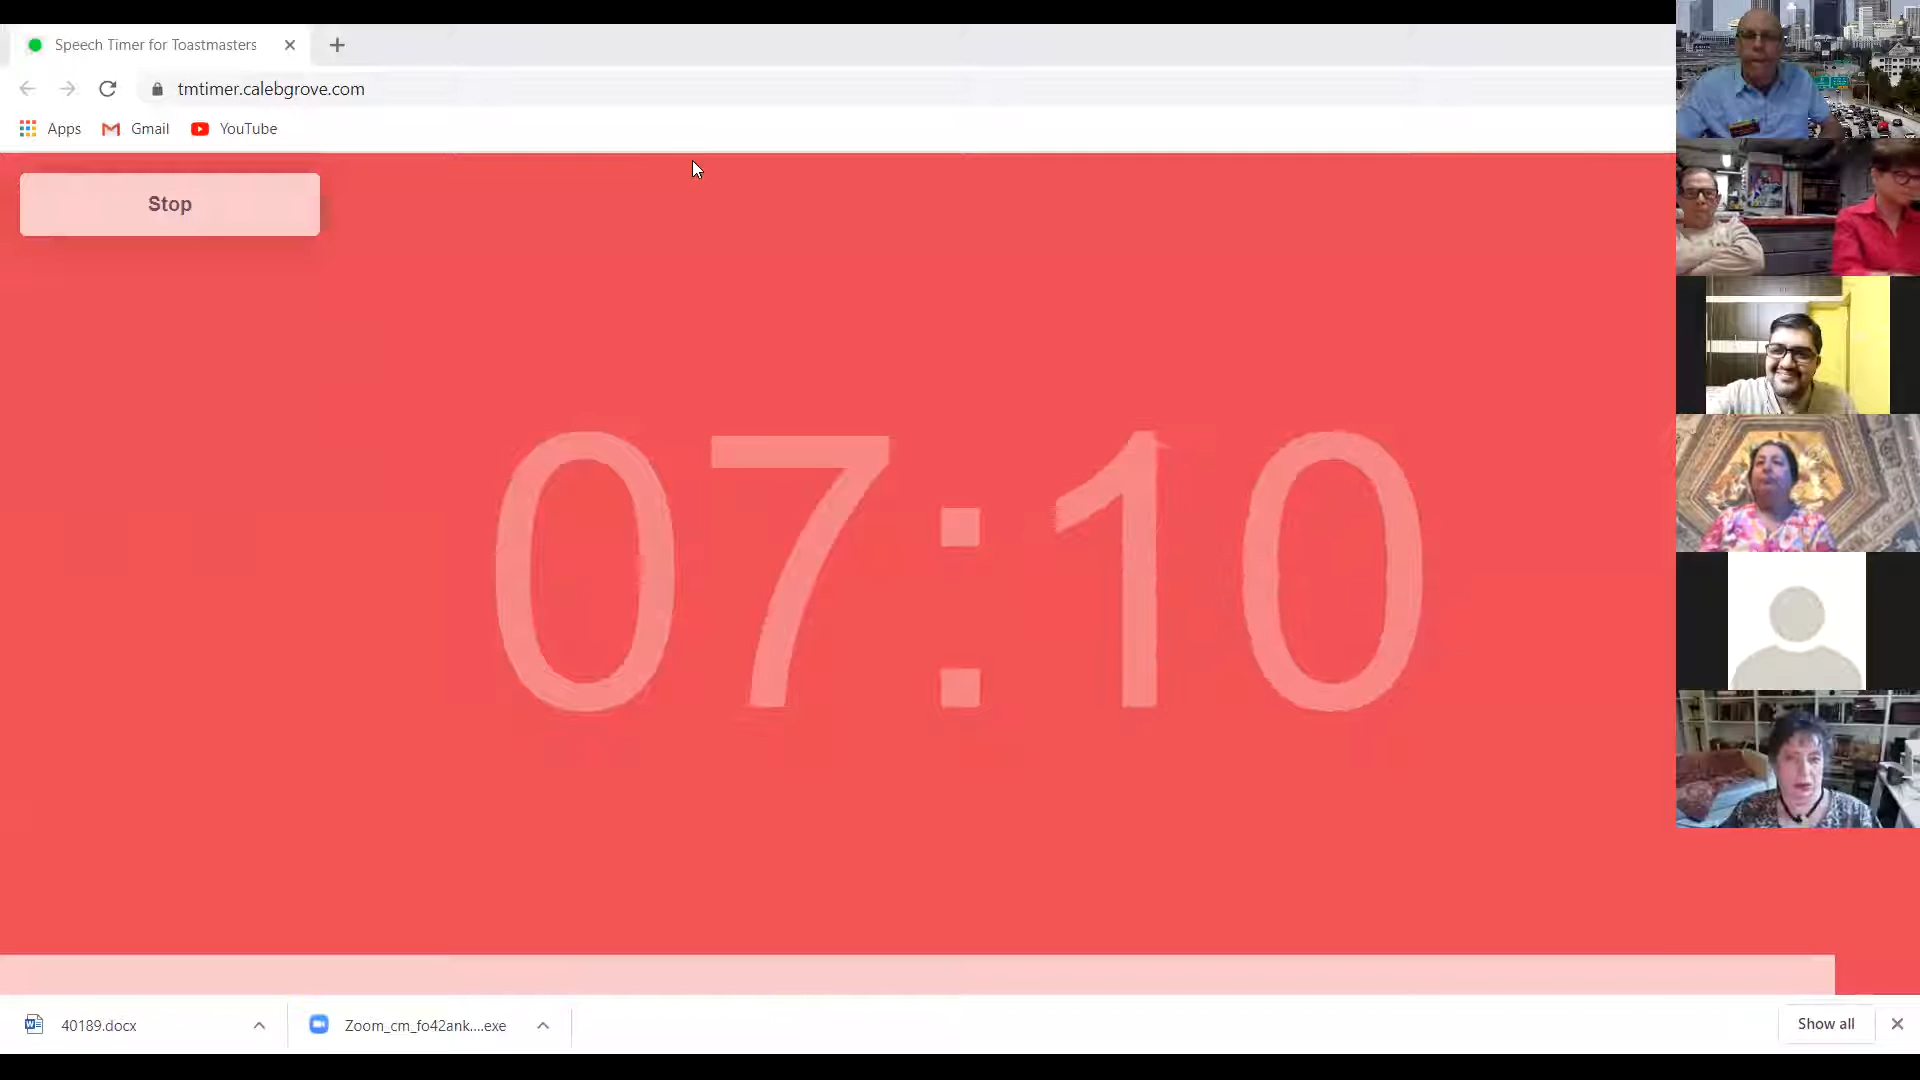 Speech Timer for Toastmasters
tmtimer.calebgrove.com
Apps
Gmail
YouTube
Stop
07:10
40189.docx
Zoom_cm_fo42ank....exe
Show all